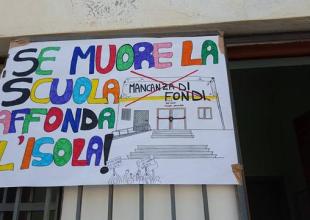 ¡SE MUORE LA
SCUOLA
AFFONDA
L'ISOLA!
MANCANZA DI
FONDI